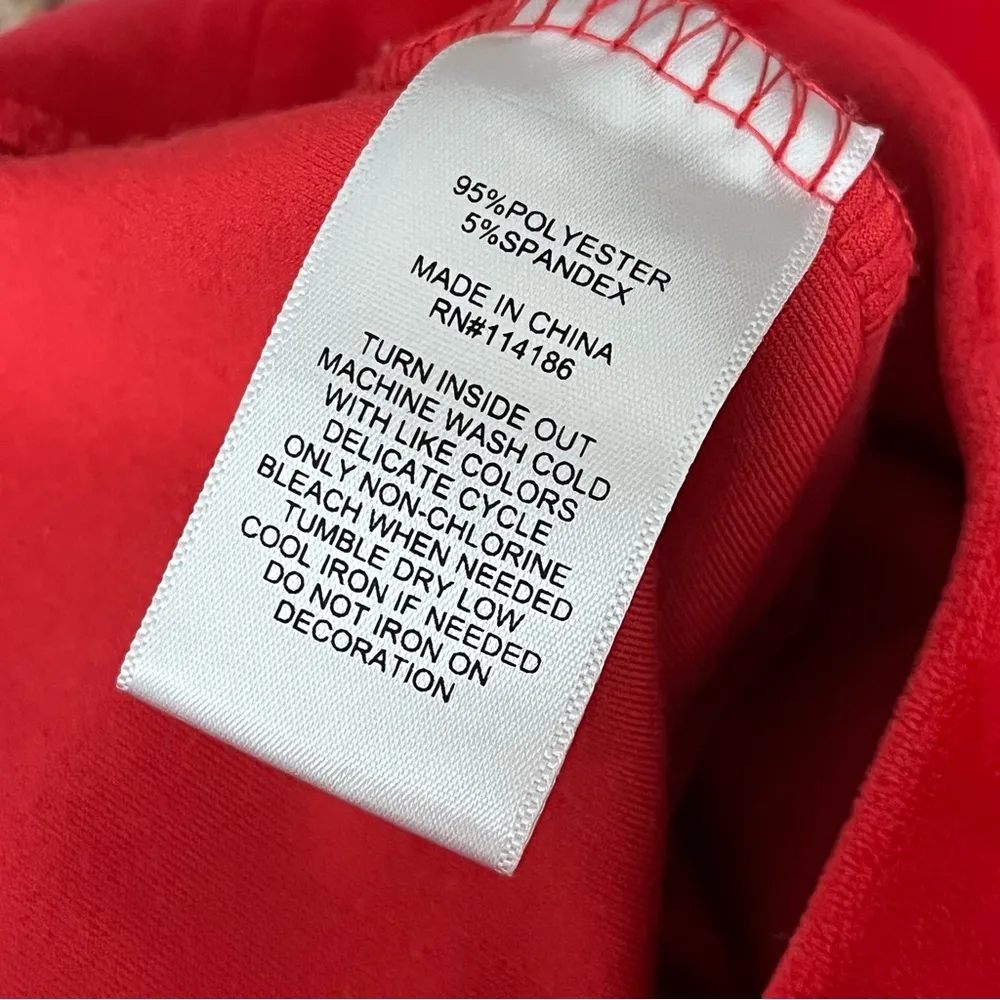 95%POLYESTER
5%SPANDEX
MADE IN CHINA
RN#114186
TURN INSIDE OUT
MACHINE WASH COLD
WITH LIKE COLORS
DELICATE CYCLE
ONLY NON-CHLORINE
BLEACH WHEN NEEDED
TUMBLE DRY LOW
COOL IRON IF NEEDED
DO NOT IRON ON
DECORATION